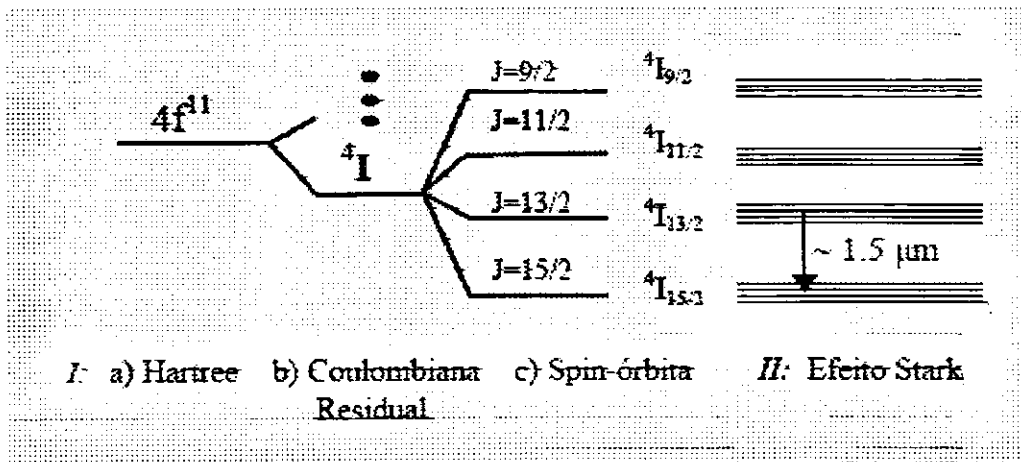 4f¹¹
⁴I
J=9/2
J=11/2
J=13/2
J=15/2
⁴I₉/₂
⁴I₁₁/₂
⁴I₁₃/₂
⁴I₁₅/₂
~ 1.5 μm
I: a) Hartree b) Coulombiana c) Spin-órbita II: Efeito Stark
Residual